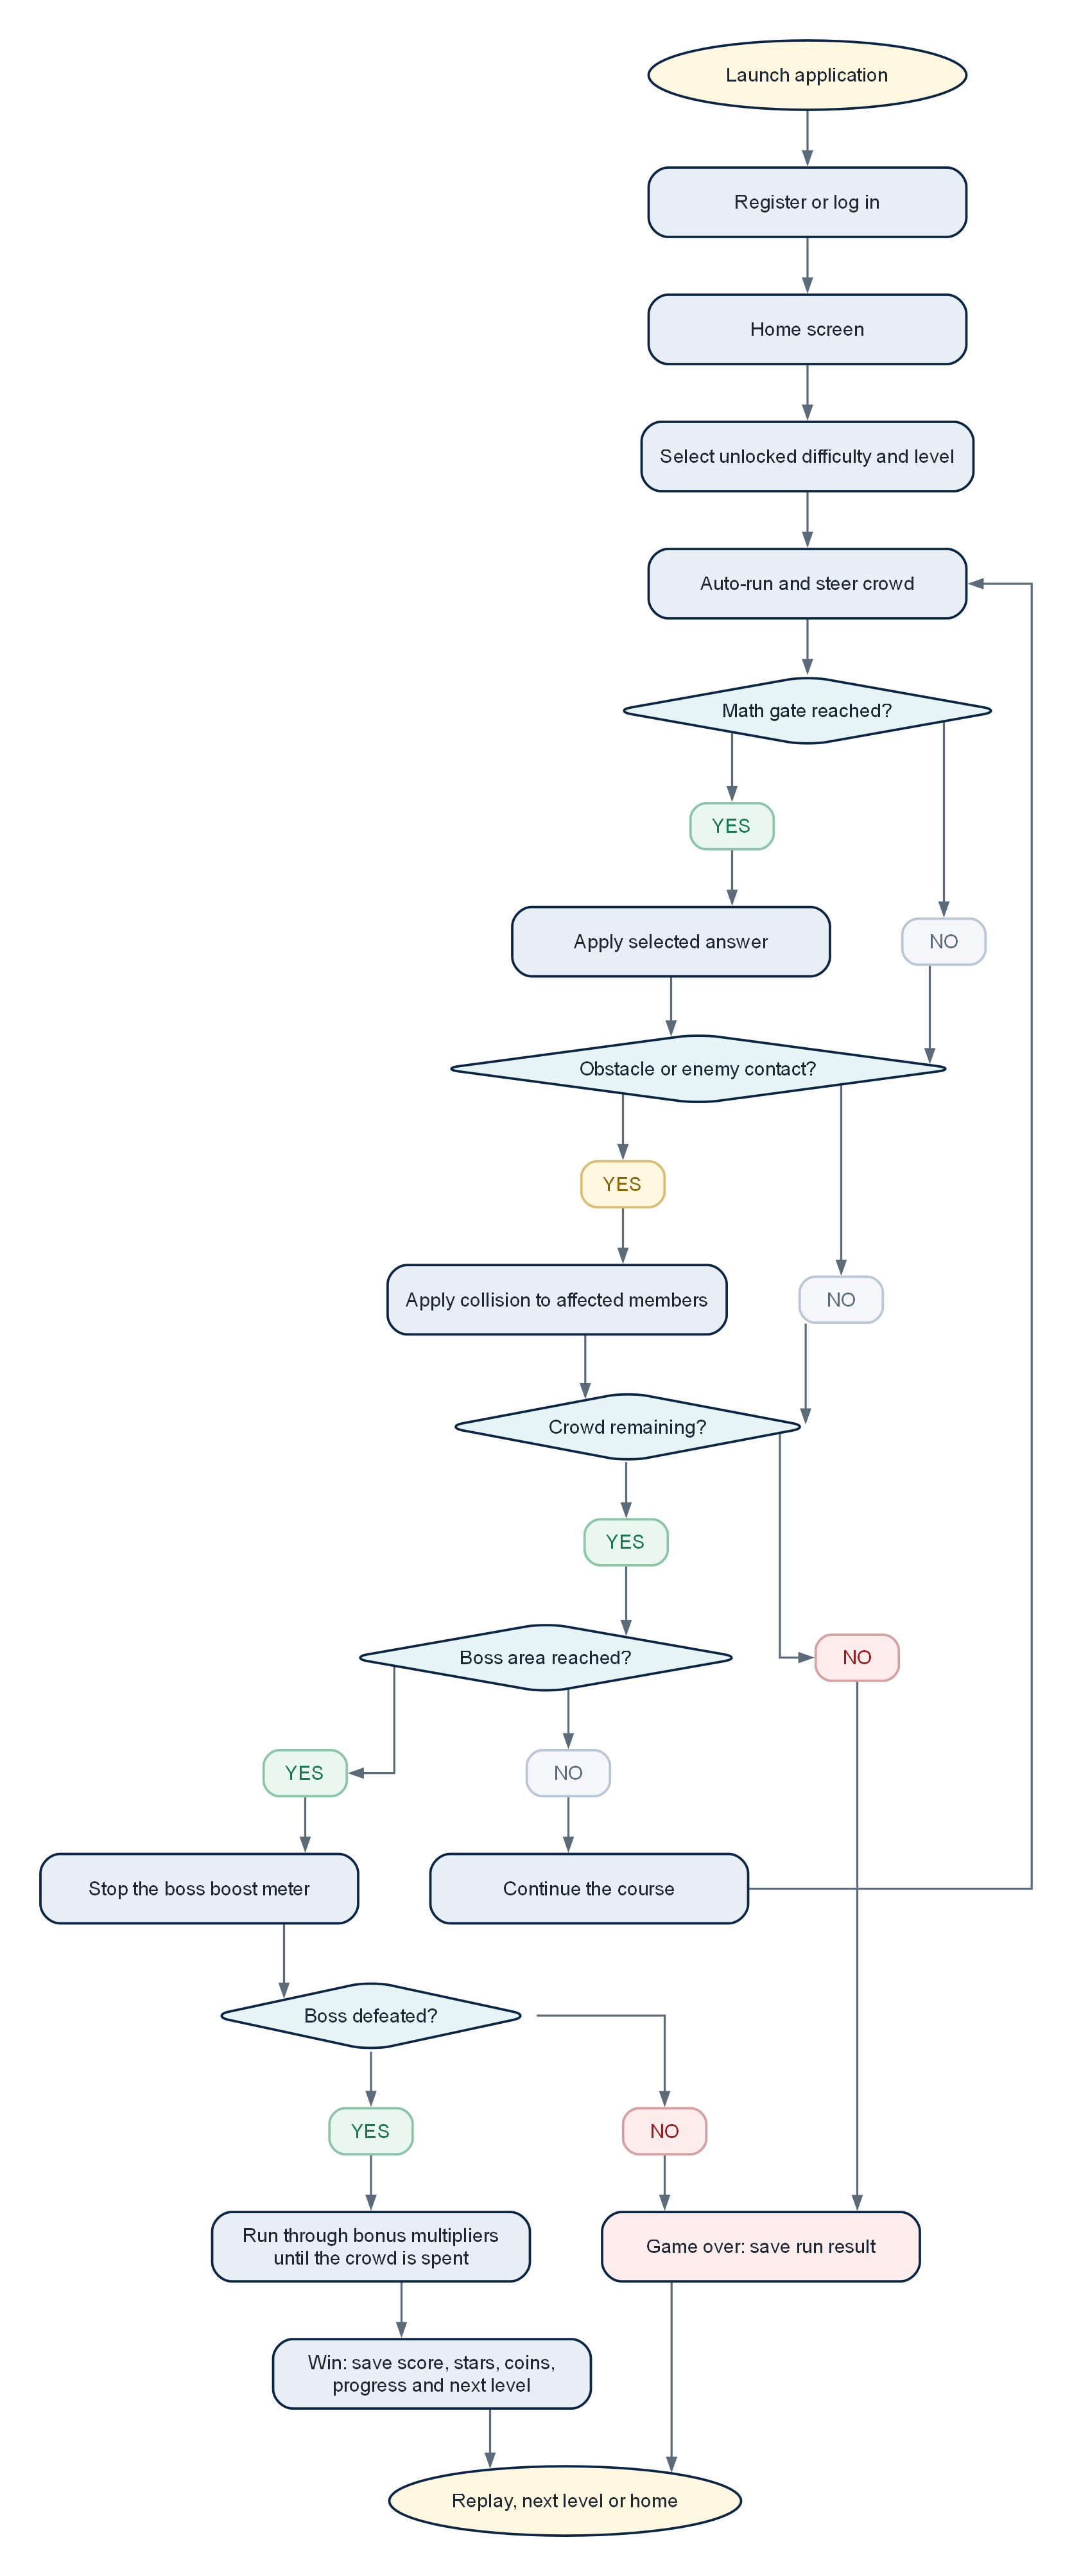 Launch application
Register or log in
Home screen
Select unlocked difficulty and level
Auto-run and steer crowd
Math gate reached?
YES
Apply selected answer
NO
Obstacle or enemy contact?
YES
Apply collision to affected members
NO
Crowd remaining?
YES
Boss area reached?
NO
YES
NO
Stop the boss boost meter
Continue the course
Boss defeated?
YES
NO
Run through bonus multipliers
until the crowd is spent
Game over: save run result
Win: save score, stars, coins,
progress and next level
Replay, next level or home